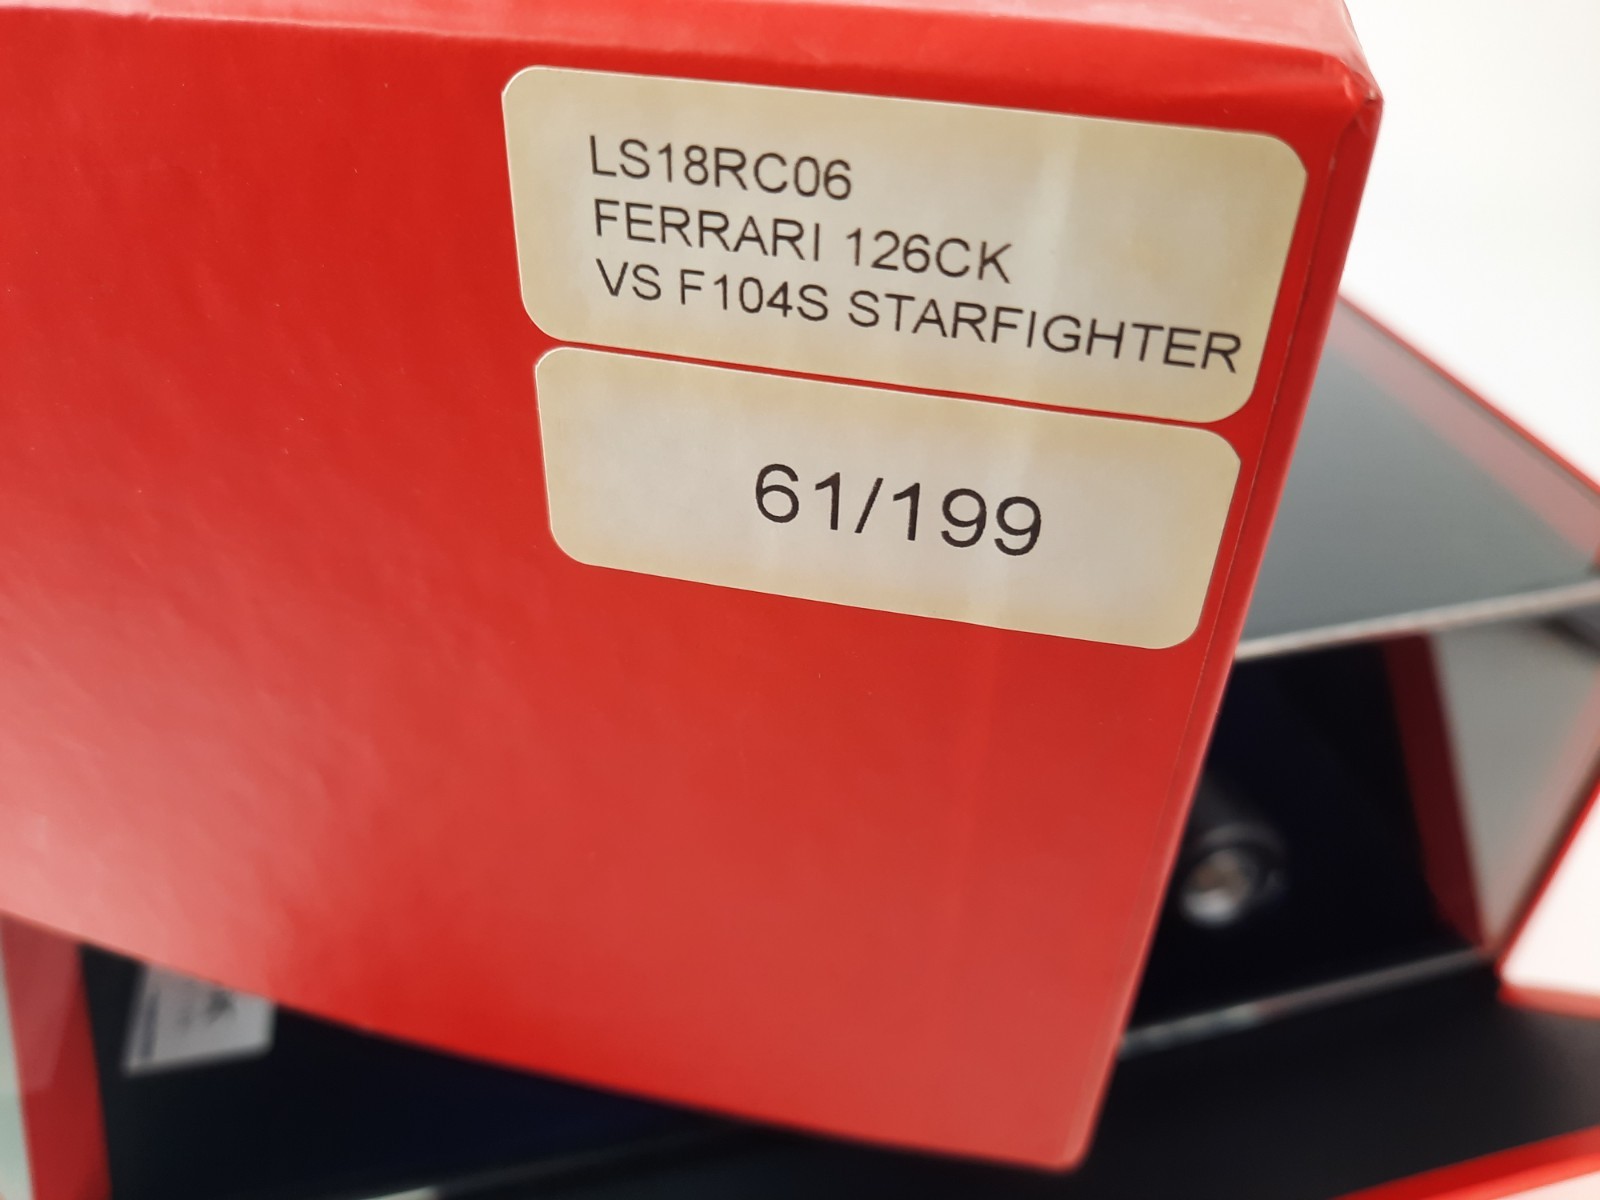 LS18RC06
FERRARI 126CK
VS F104S STARFIGHTER
61/199